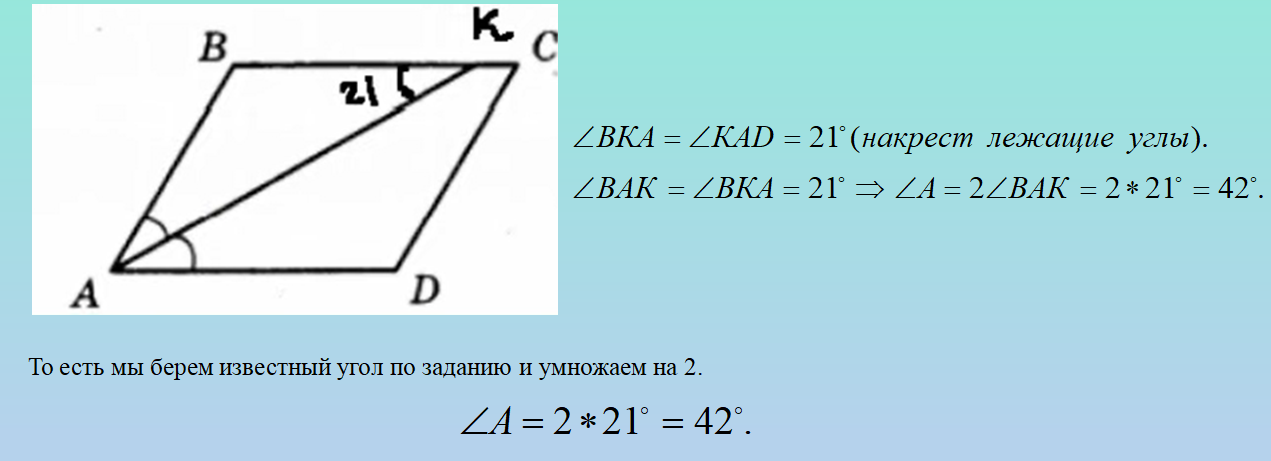 K
B
C
21
A
D
∠BKA = ∠KAD = 21° (накрест лежащие углы).
∠BAK = ∠BKA = 21° ⇒ ∠A = 2∠BAK = 2 * 21° = 42°.
То есть мы берем известный угол по заданию и умножаем на 2.
∠A = 2 * 21° = 42°.